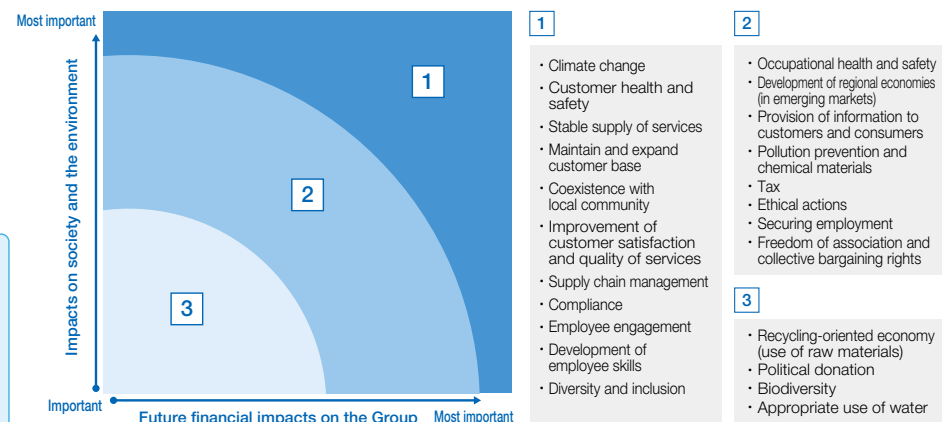 Most important
Impacts on society and the environment
1
2
3
Important
Future financial impacts on the Group
Most important
1
・Climate change
・Customer health and
safety
・Stable supply of services
・Maintain and expand
customer base
・Coexistence with
local community
・Improvement of
customer satisfaction
and quality of services
・Supply chain management
・Compliance
・Employee engagement
・Development of
employee skills
・Diversity and inclusion
2
・Occupational health and safety
・Development of regional economies
(in emerging markets)
・Provision of information to
customers and consumers
・Pollution prevention and
chemical materials
・Tax
・Ethical actions
・Securing employment
・Freedom of association and
collective bargaining rights
3
・Recycling-oriented economy
(use of raw materials)
・Political donation
・Biodiversity
・Appropriate use of water